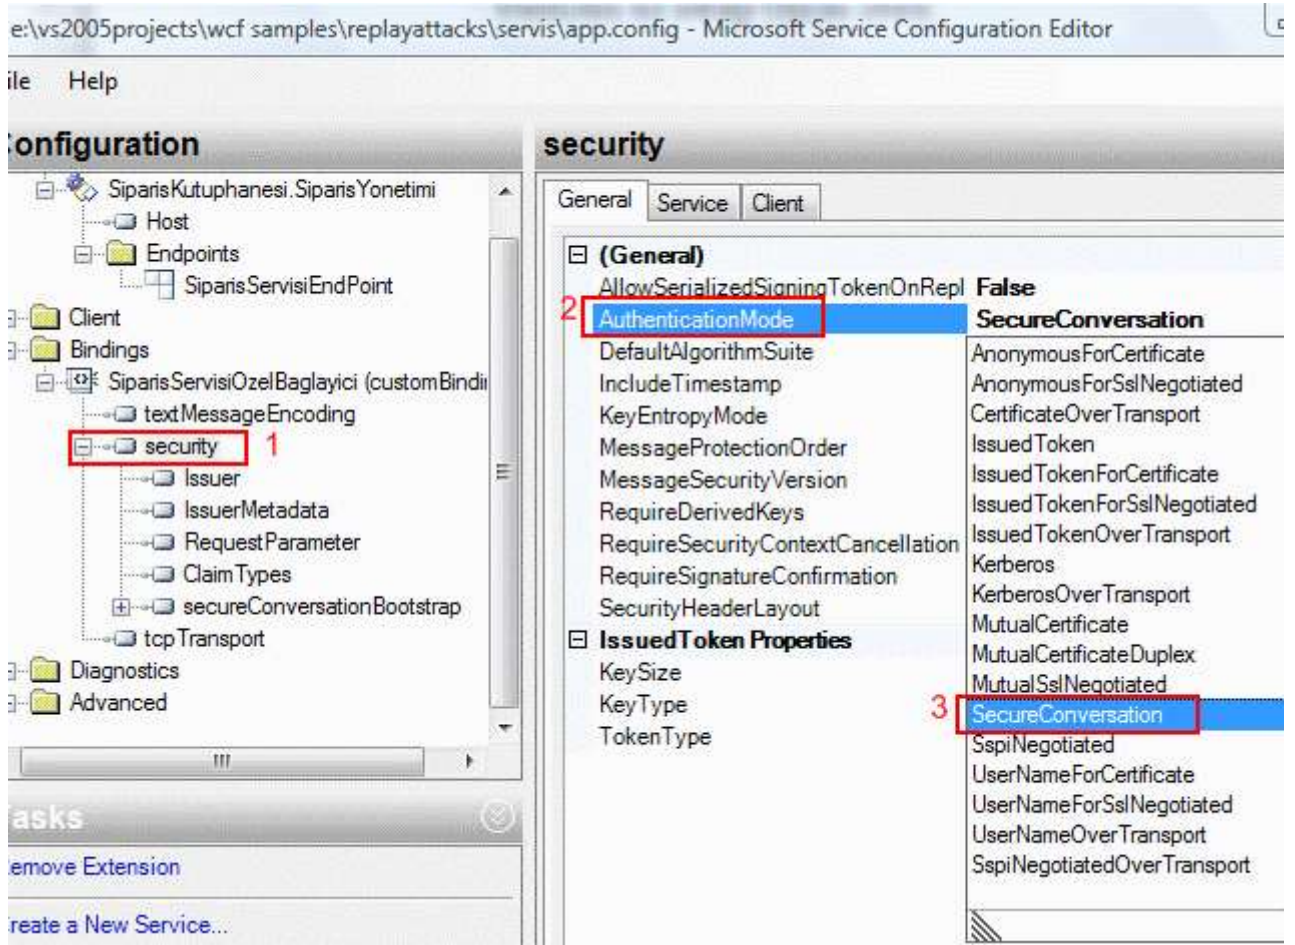 e:\vs2005projects\wcf samples\replayattacks\servis\app.config - Microsoft Service Configuration Editor
ile Help
onfiguration
SiparisKutuphanesi.SiparisYonetimi
Host
Endpoints
SiparisServisiEndPoint
Client
Bindings
SiparisServisiOzelBaglayici (customBindin
textMessageEncoding
security 1
Issuer
IssuerMetadata
RequestParameter
ClaimTypes
secureConversationBootstrap
tcpTransport
Diagnostics
Advanced
asks
emove Extension
reate a New Service...
security
General Service Client
(General)
AllowSerializedSigningTokenOnRepl False
2 AuthenticationMode SecureConversation
DefaultAlgorithmSuite
IncludeTimestamp
KeyEntropyMode
MessageProtectionOrder
MessageSecurityVersion
RequireDerivedKeys
RequireSecurityContextCancellation
RequireSignatureConfirmation
SecurityHeaderLayout
IssuedToken Properties
KeySize
KeyType
TokenType
AnonymousForCertificate
AnonymousForSslNegotiated
CertificateOverTransport
IssuedToken
IssuedTokenForCertificate
IssuedTokenForSslNegotiated
IssuedTokenOverTransport
Kerberos
KerberosOverTransport
MutualCertificate
MutualCertificateDuplex
MutualSslNegotiated
3 SecureConversation
SspiNegotiated
UserNameForCertificate
UserNameForSslNegotiated
UserNameOverTransport
SspiNegotiatedOverTransport